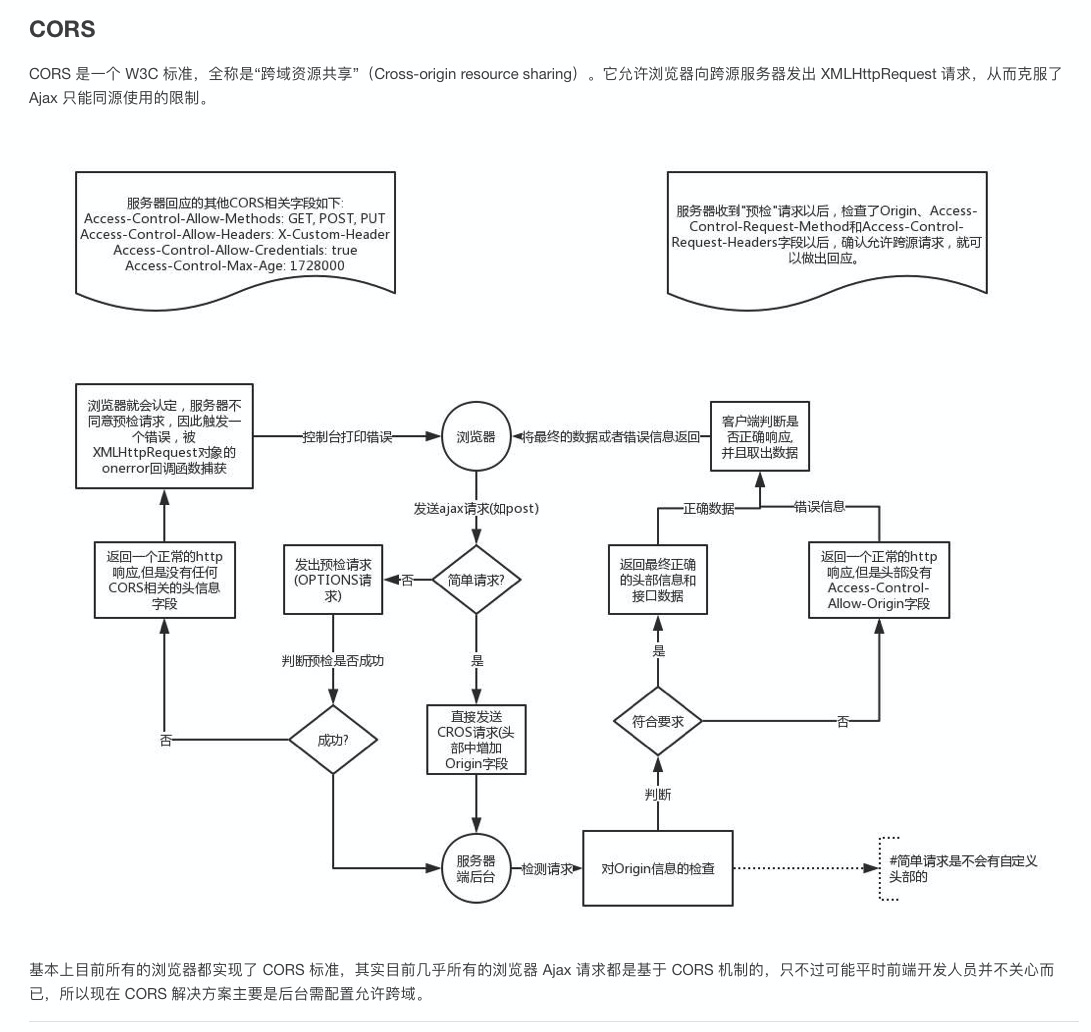 CORS
CORS 是一个 W3C 标准，全称是“跨域资源共享”（Cross-origin resource sharing）。它允许浏览器向跨源服务器发出 XMLHttpRequest 请求，从而克服了
Ajax 只能同源使用的限制。
服务器回应的其他CORS相关字段如下:
Access-Control-Allow-Methods: GET, POST, PUT
Access-Control-Allow-Headers: X-Custom-Header
Access-Control-Allow-Credentials: true
Access-Control-Max-Age: 1728000
服务器收到"预检"请求以后，检查了Origin、Access-
Control-Request-Method和Access-Control-
Request-Headers字段以后，确认允许跨源请求，就可
以做出回应。
浏览器就会认定，服务器不
同意预检请求，因此触发一
个错误，被
XMLHttpRequest对象的
onerror回调函数捕获
控制台打印错误
浏览器
将最终的数据或者错误信息返回
客户端判断是
否正确响应,
并且取出数据
发送ajax请求(如post)
正确数据
错误信息
返回一个正常的http
响应,但是没有任何
CORS相关的头信息
字段
发出预检请求
(OPTIONS请
求)
否
简单请求?
返回最终正确
的头部信息和
接口数据
返回一个正常的http
响应,但是头部没有
Access-Control-
Allow-Origin字段
判断预检是否成功
是
是
否
成功?
直接发送
CROS请求(头
部中增加
Origin字段
符合要求
否
判断
服务器
端后台
检测请求
对Origin信息的检查
#简单请求是不会有自定义
头部的
基本上目前所有的浏览器都实现了 CORS 标准，其实目前几乎所有的浏览器 Ajax 请求都是基于 CORS 机制的，只不过可能平时前端开发人员并不关心而
已，所以现在 CORS 解决方案主要是后台需配置允许跨域。